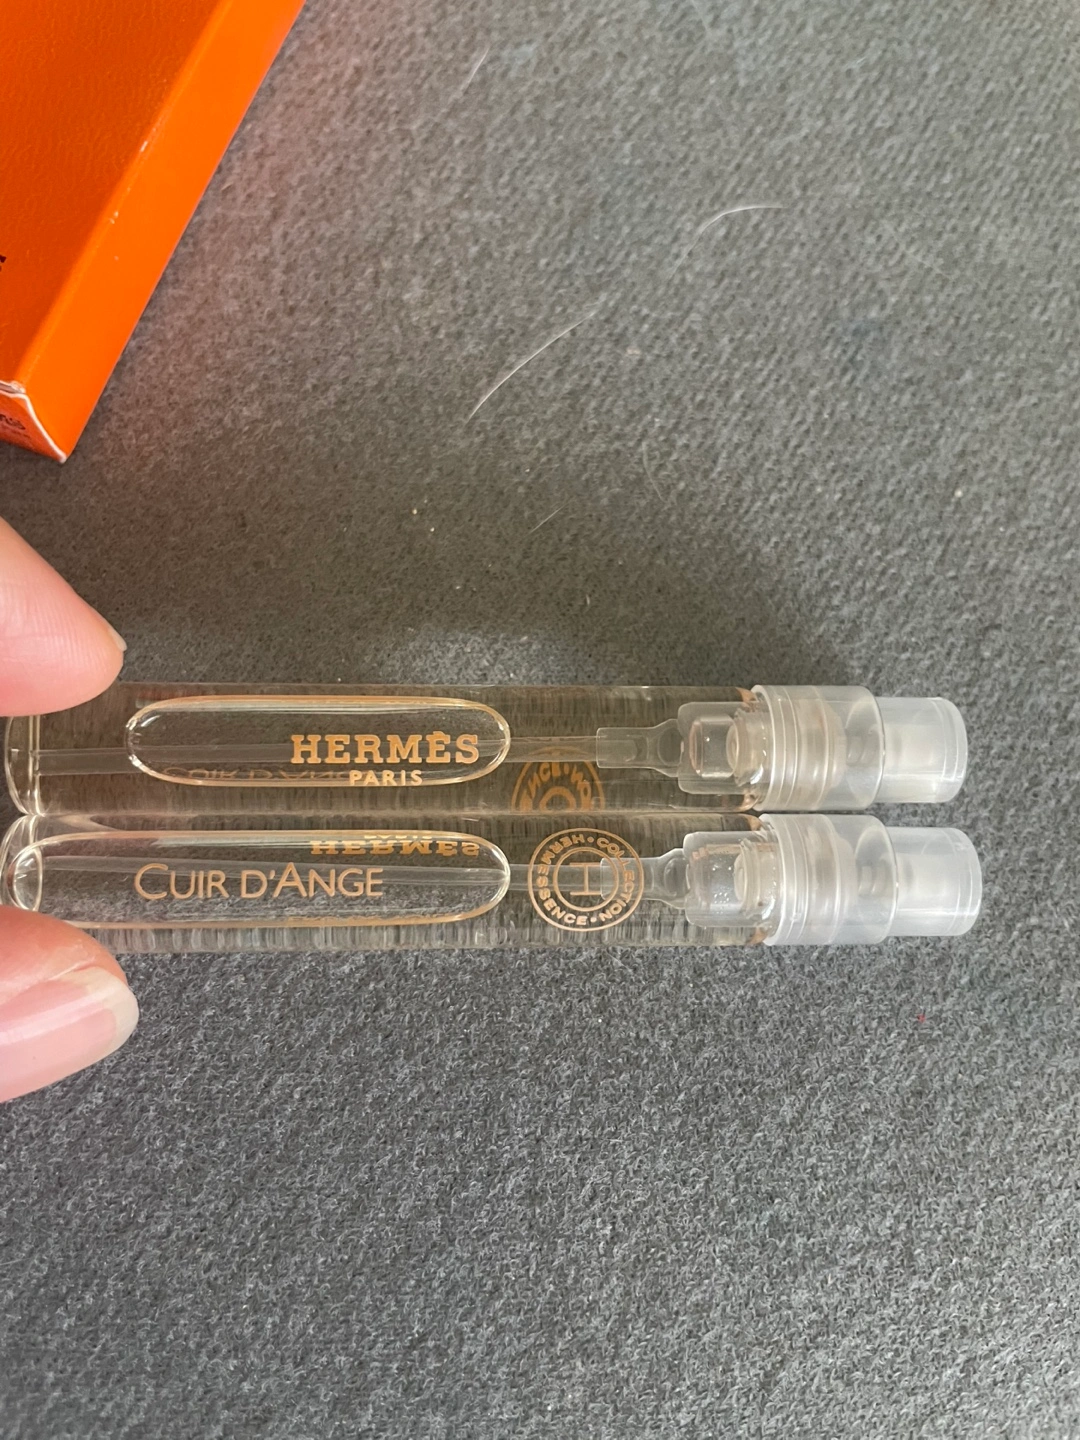 HERMÈS
PARIS
CUIR D'ANGE
HERMESSENCE • COLLECTION •
H